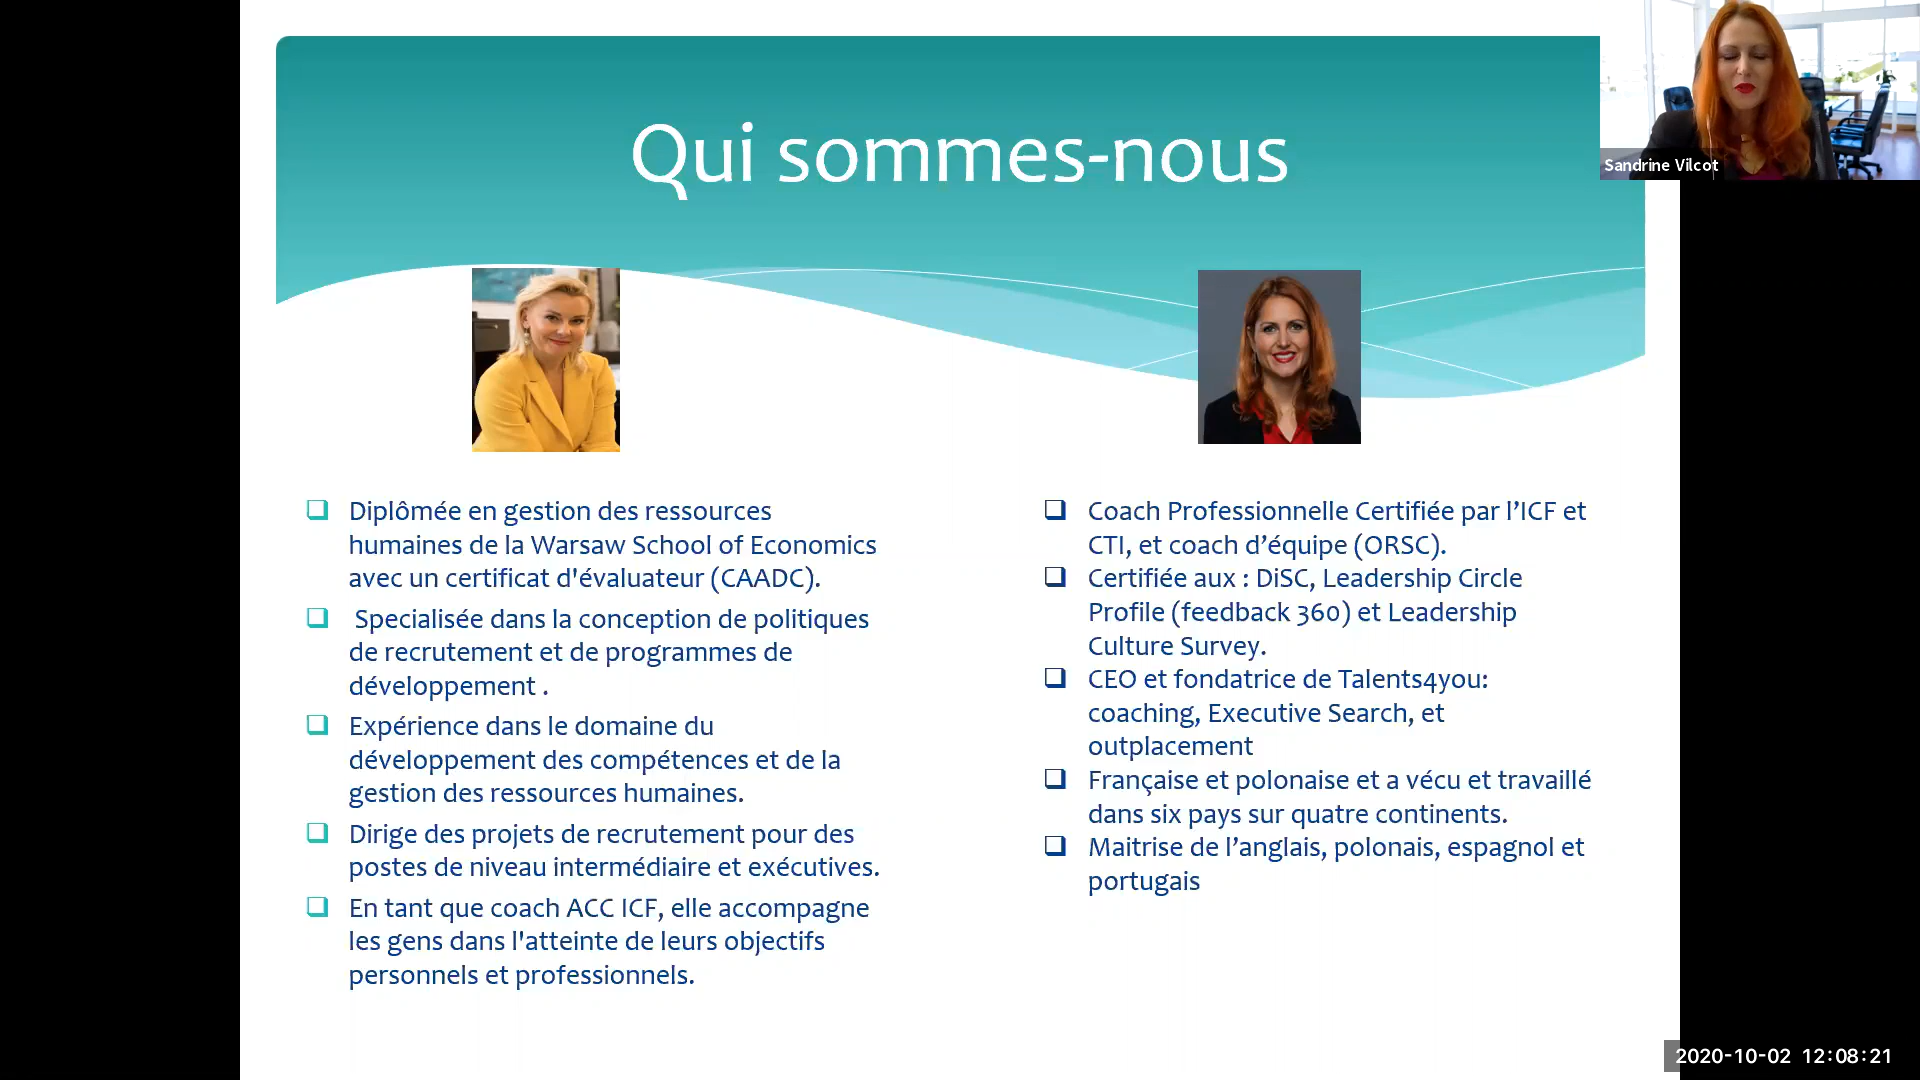 Qui sommes-nous
Sandrine Vilcot
Diplômée en gestion des ressources
humaines de la Warsaw School of Economics
avec un certificat d'évaluateur (CAADC).
Specialisée dans la conception de politiques
de recrutement et de programmes de
développement .
Expérience dans le domaine du
développement des compétences et de la
gestion des ressources humaines.
Dirige des projets de recrutement pour des
postes de niveau intermédiaire et exécutives.
En tant que coach ACC ICF, elle accompagne
les gens dans l'atteinte de leurs objectifs
personnels et professionnels.
Coach Professionnelle Certifiée par l’ICF et
CTI, et coach d’équipe (ORSC).
Certifiée aux : DiSC, Leadership Circle
Profile (feedback 360) et Leadership
Culture Survey.
CEO et fondatrice de Talents4you:
coaching, Executive Search, et
outplacement
Française et polonaise et a vécu et travaillé
dans six pays sur quatre continents.
Maitrise de l’anglais, polonais, espagnol et
portugais
2020-10-02 12:08:21